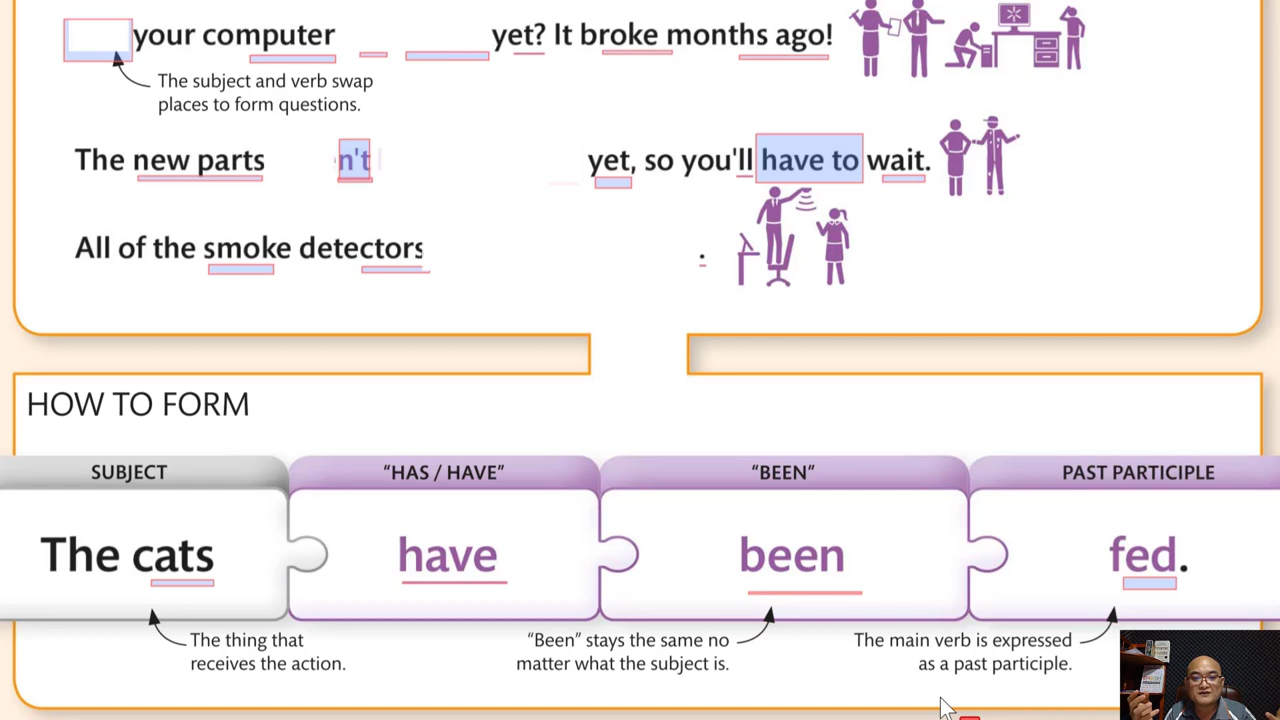 your computer yet? It broke months ago!
The subject and verb swap
places to form questions.
The new parts n't yet, so you'll have to wait.
All of the smoke detectors .
HOW TO FORM
SUBJECT "HAS / HAVE" "BEEN" PAST PARTICIPLE
The cats have been fed.
The thing that
receives the action.
"Been" stays the same no
matter what the subject is.
The main verb is expressed
as a past participle.